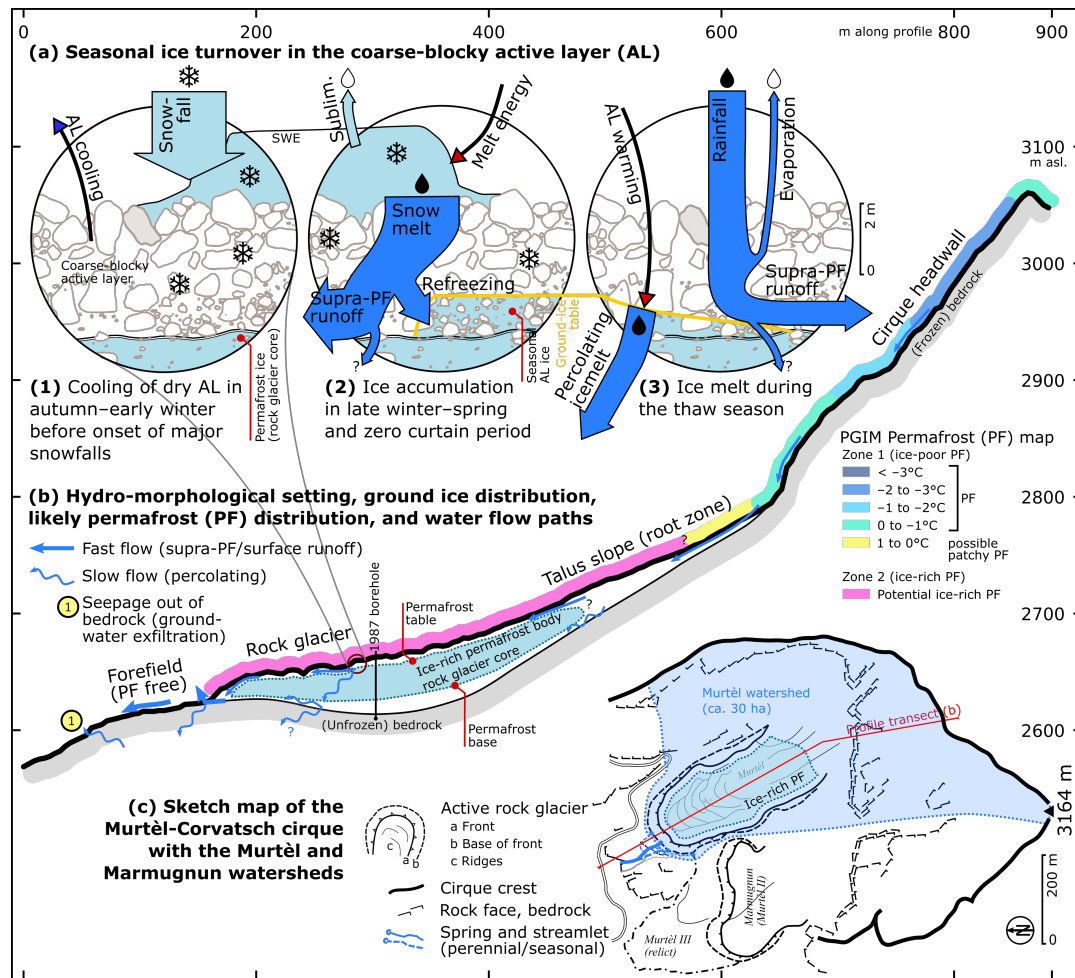 0
200
400
600
m along profile
800
900
(a) Seasonal ice turnover in the coarse-blocky active layer (AL)
AL cooling
Snow-
fall
SWE
Sublim.
Melt energy
AL warming
Rainfall
Evaporation
3100
m asl.
Snow
melt
2 m
0
Coarse-blocky
active layer
Supra-PF
runoff
Refreezing
Supra-PF
runoff
3000
Cirque headwall
(Frozen) bedrock
Ground-ice
table
Seasonal
AL ice
Percolating
icemelt
?
?
Permafrost ice
(rock glacier core)
(1) Cooling of dry AL in
autumn–early winter
before onset of major
snowfalls
(2) Ice accumulation
in late winter–spring
and zero curtain period
(3) Ice melt during
the thaw season
2900
PGIM Permafrost (PF) map
Zone 1 (ice-poor PF)
< –3°C
–2 to –3°C
–1 to –2°C
0 to –1°C
PF
1 to 0°C
possible
patchy PF
Zone 2 (ice-rich PF)
Potential ice-rich PF
2800
(b) Hydro-morphological setting, ground ice distribution,
likely permafrost (PF) distribution, and water flow paths
Fast flow (supra-PF/surface runoff)
Slow flow (percolating)
1
Seepage out of
bedrock (ground-
water exfiltration)
Talus slope (root zone)
?
2700
1987 borehole
Permafrost
table
?
Rock glacier
Ice-rich permafrost body
rock glacier core
Forefield
(PF free)
1
?
(Unfrozen) bedrock
Permafrost
base
2600
Murtèl watershed
(ca. 30 ha)
Profile transect (b)
Murtèl
Ice-rich PF
3164 m
(c) Sketch map of the
Murtèl-Corvatsch cirque
with the Murtèl and
Marmugnun watersheds
c
a
b
Active rock glacier
a Front
b Base of front
c Ridges
Cirque crest
Rock face, bedrock
Spring and streamlet
(perennial/seasonal)
Marmugnun
(Murtèl II)
Murtèl III
(relict)
200 m
0
N
0
200
400
600